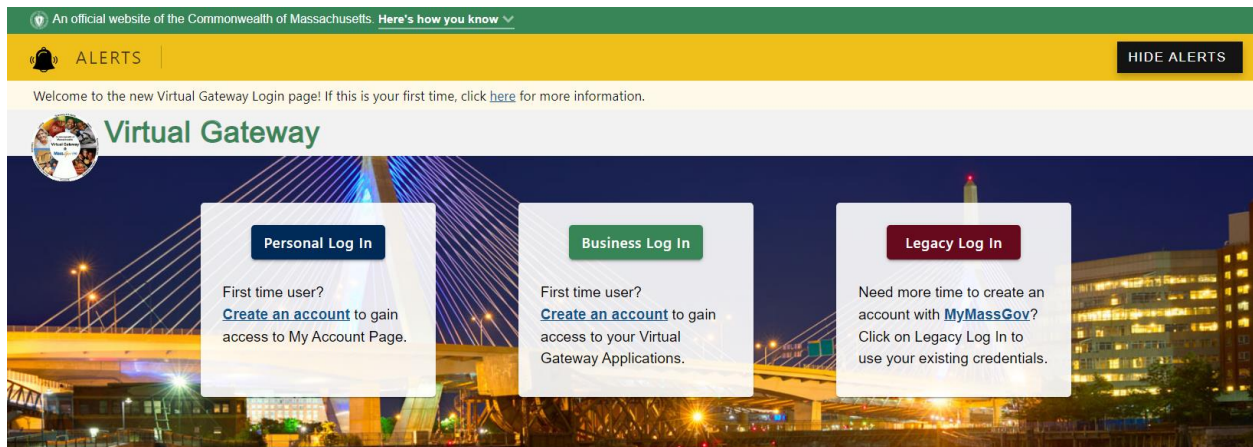 An official website of the Commonwealth of Massachusetts. Here's how you know
ALERTS
HIDE ALERTS
Welcome to the new Virtual Gateway Login page! If this is your first time, click here for more information.
Virtual Gateway
Personal Log In
First time user?
Create an account to gain
access to My Account Page.
Business Log In
First time user?
Create an account to gain
access to your Virtual
Gateway Applications.
Legacy Log In
Need more time to create an
account with MyMassGov?
Click on Legacy Log In to
use your existing credentials.